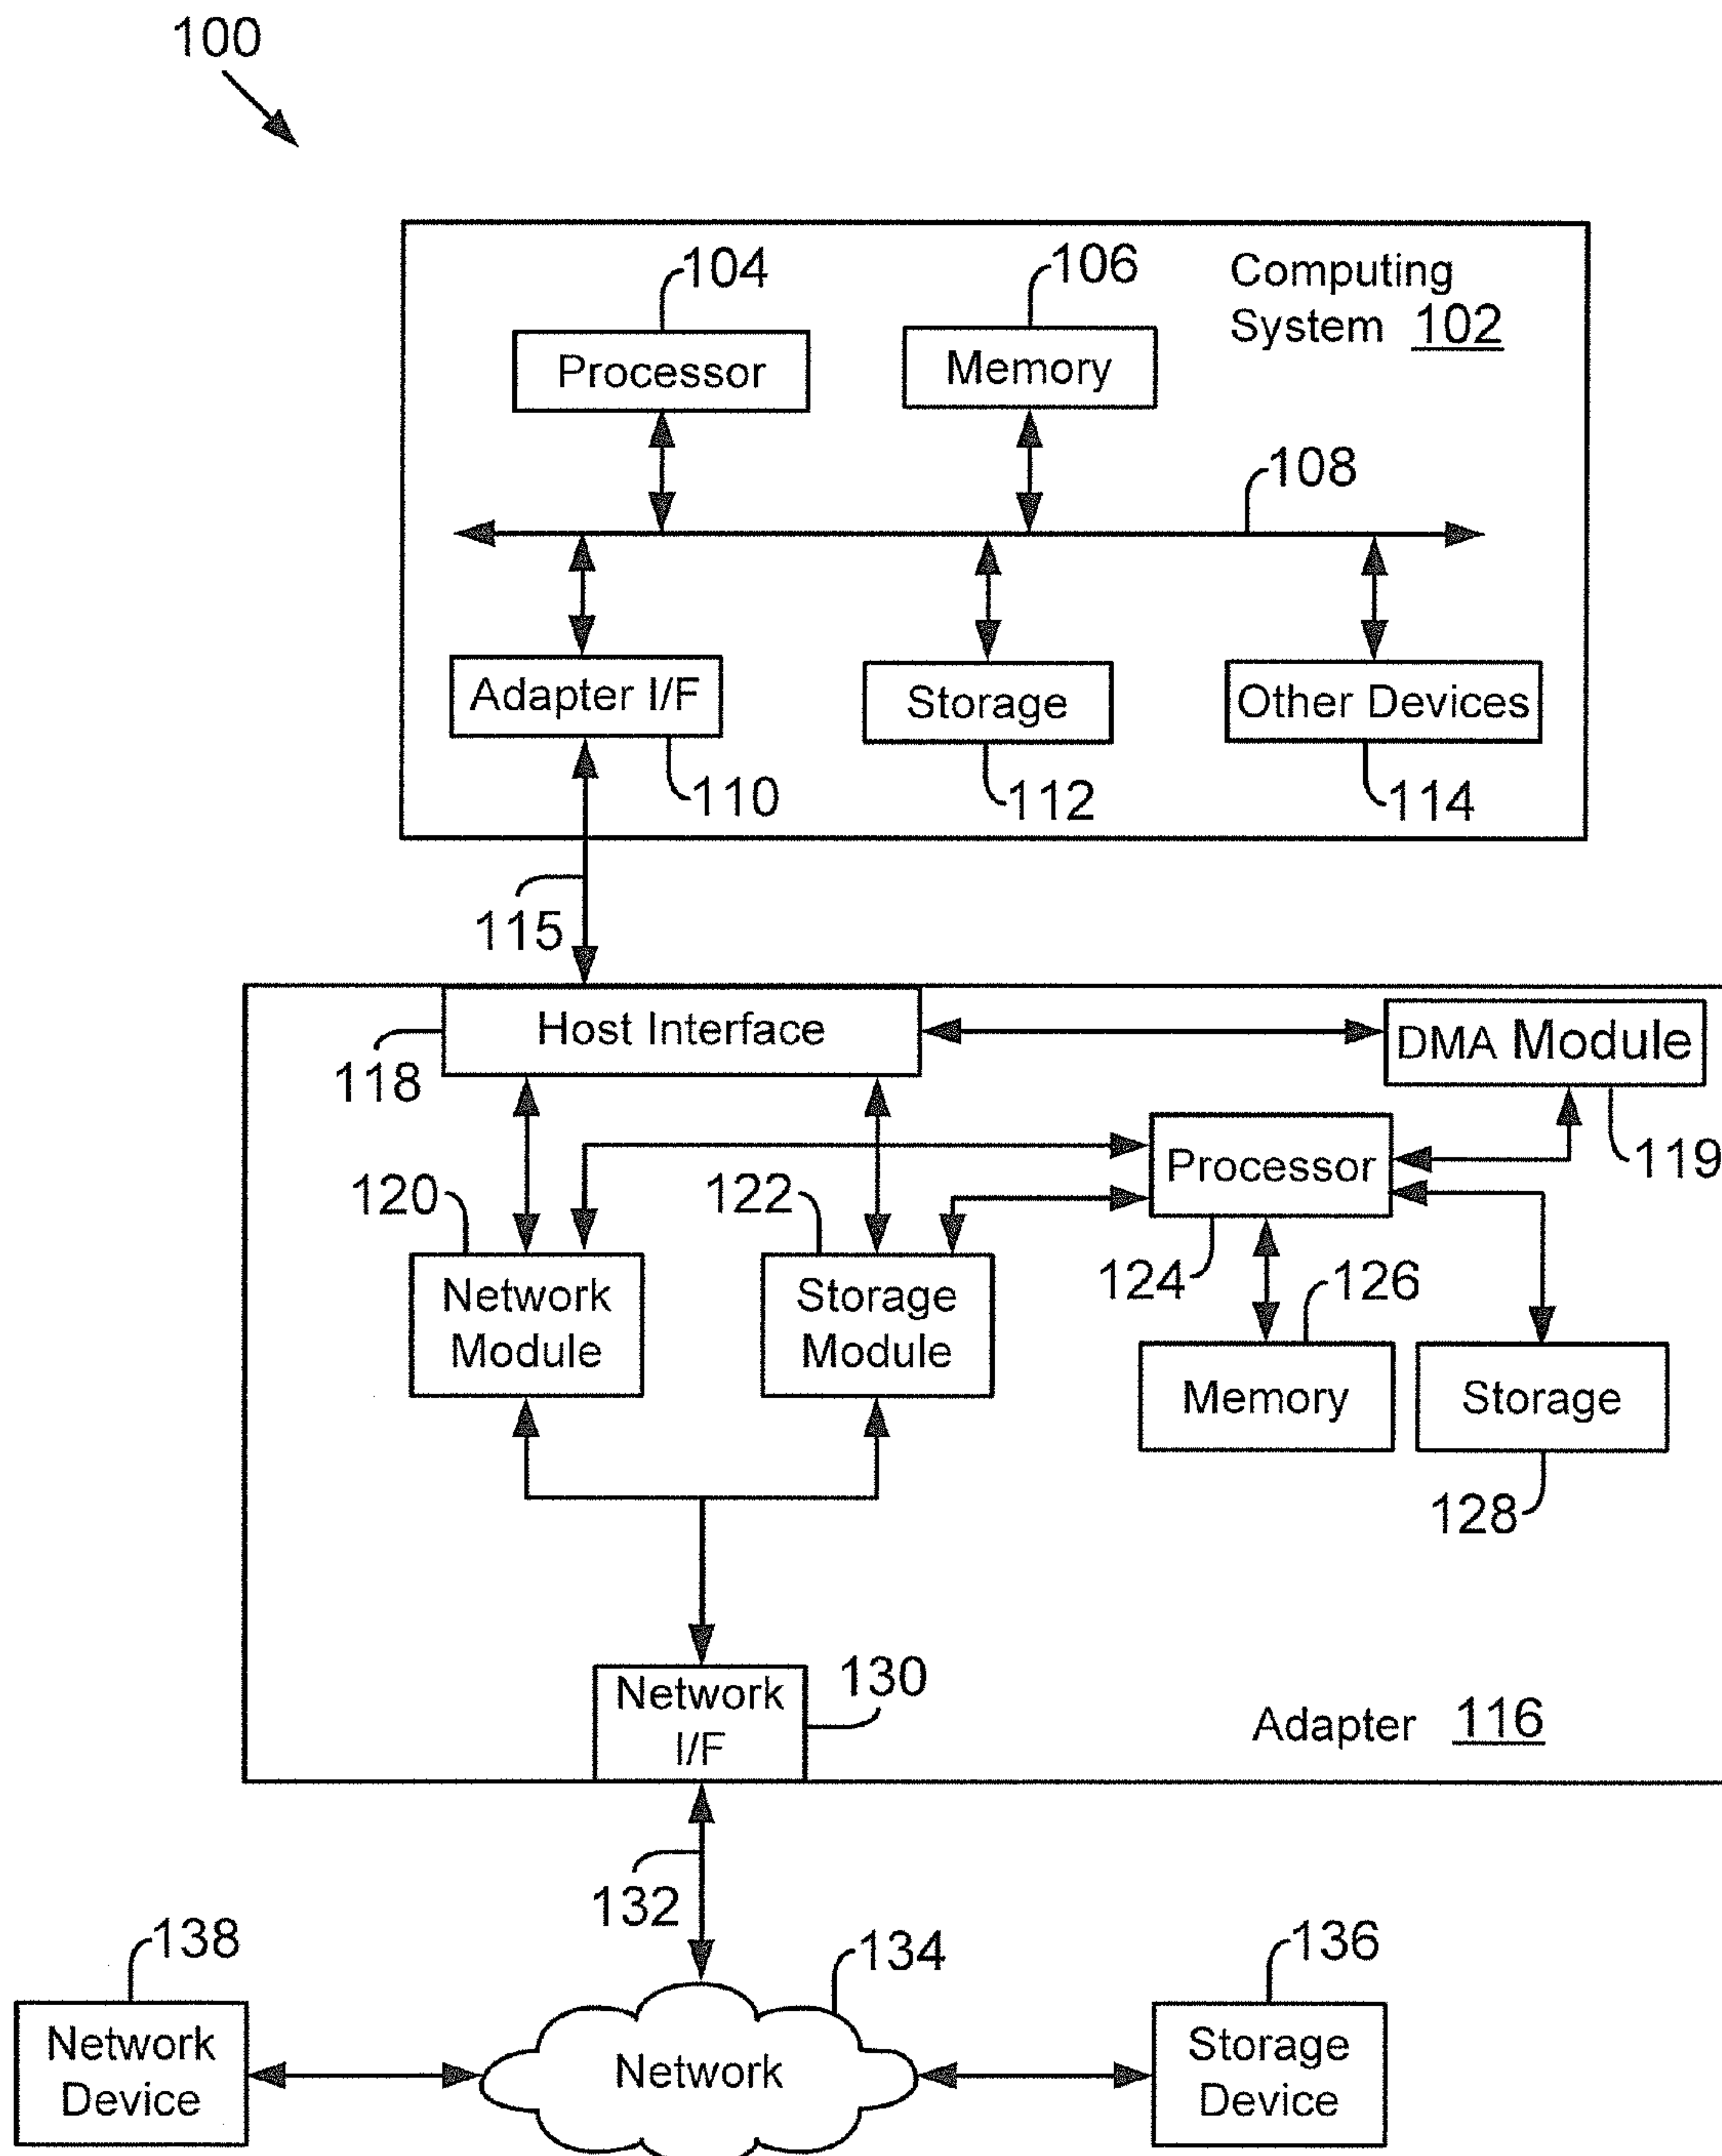 100
104
106
Computing
System 102
Processor
Memory
108
Adapter I/F
Storage
Other Devices
110
112
114
115
Host Interface
DMA Module
118
119
Processor
120
122
124
126
Network
Module
Storage
Module
Memory
Storage
128
Network
I/F
130
Adapter 116
132
138
134
136
Network
Device
Network
Storage
Device